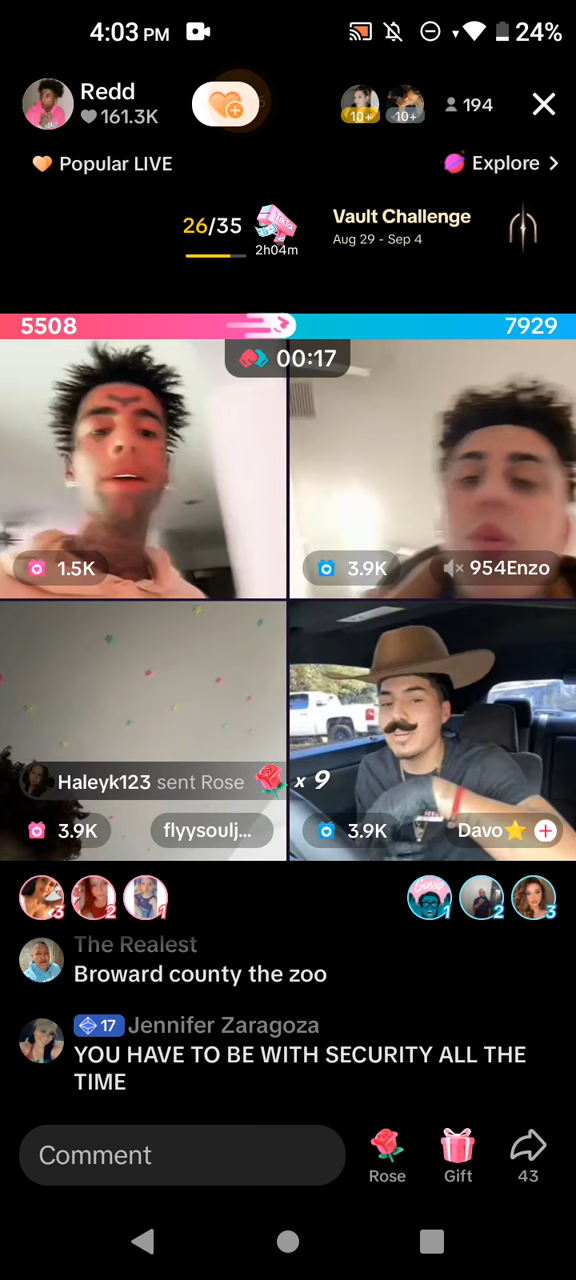 4:03 PM
24%
Redd
161.3K
10+
10+
194
Popular LIVE
Explore
26/35
TikTok
2h04m
Vault Challenge
Aug 29 - Sep 4
5508
7929
00:17
1.5K
3.9K
954Enzo
Haleyk123 sent Rose x 9
3.9K
flyysoulj...
3.9K
Davo
3
2
1
1
2
3
The Realest
Broward county the zoo
17 Jennifer Zaragoza
YOU HAVE TO BE WITH SECURITY ALL THE
TIME
Comment
Rose
Gift
43